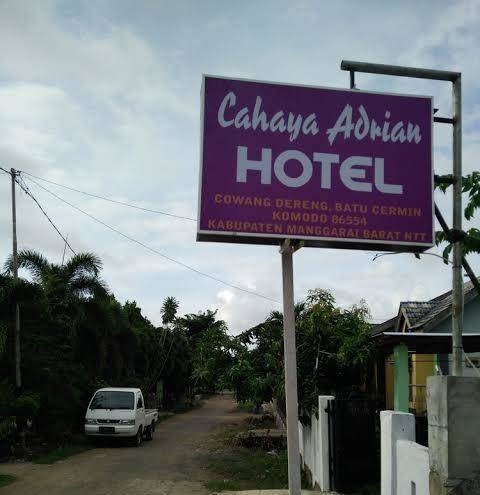 Cahaya Adrian
HOTEL
COWANG DERENG, BATU CERMIN
KOMODO 86554
KABUPATEN MANGGARAI BARAT NTT